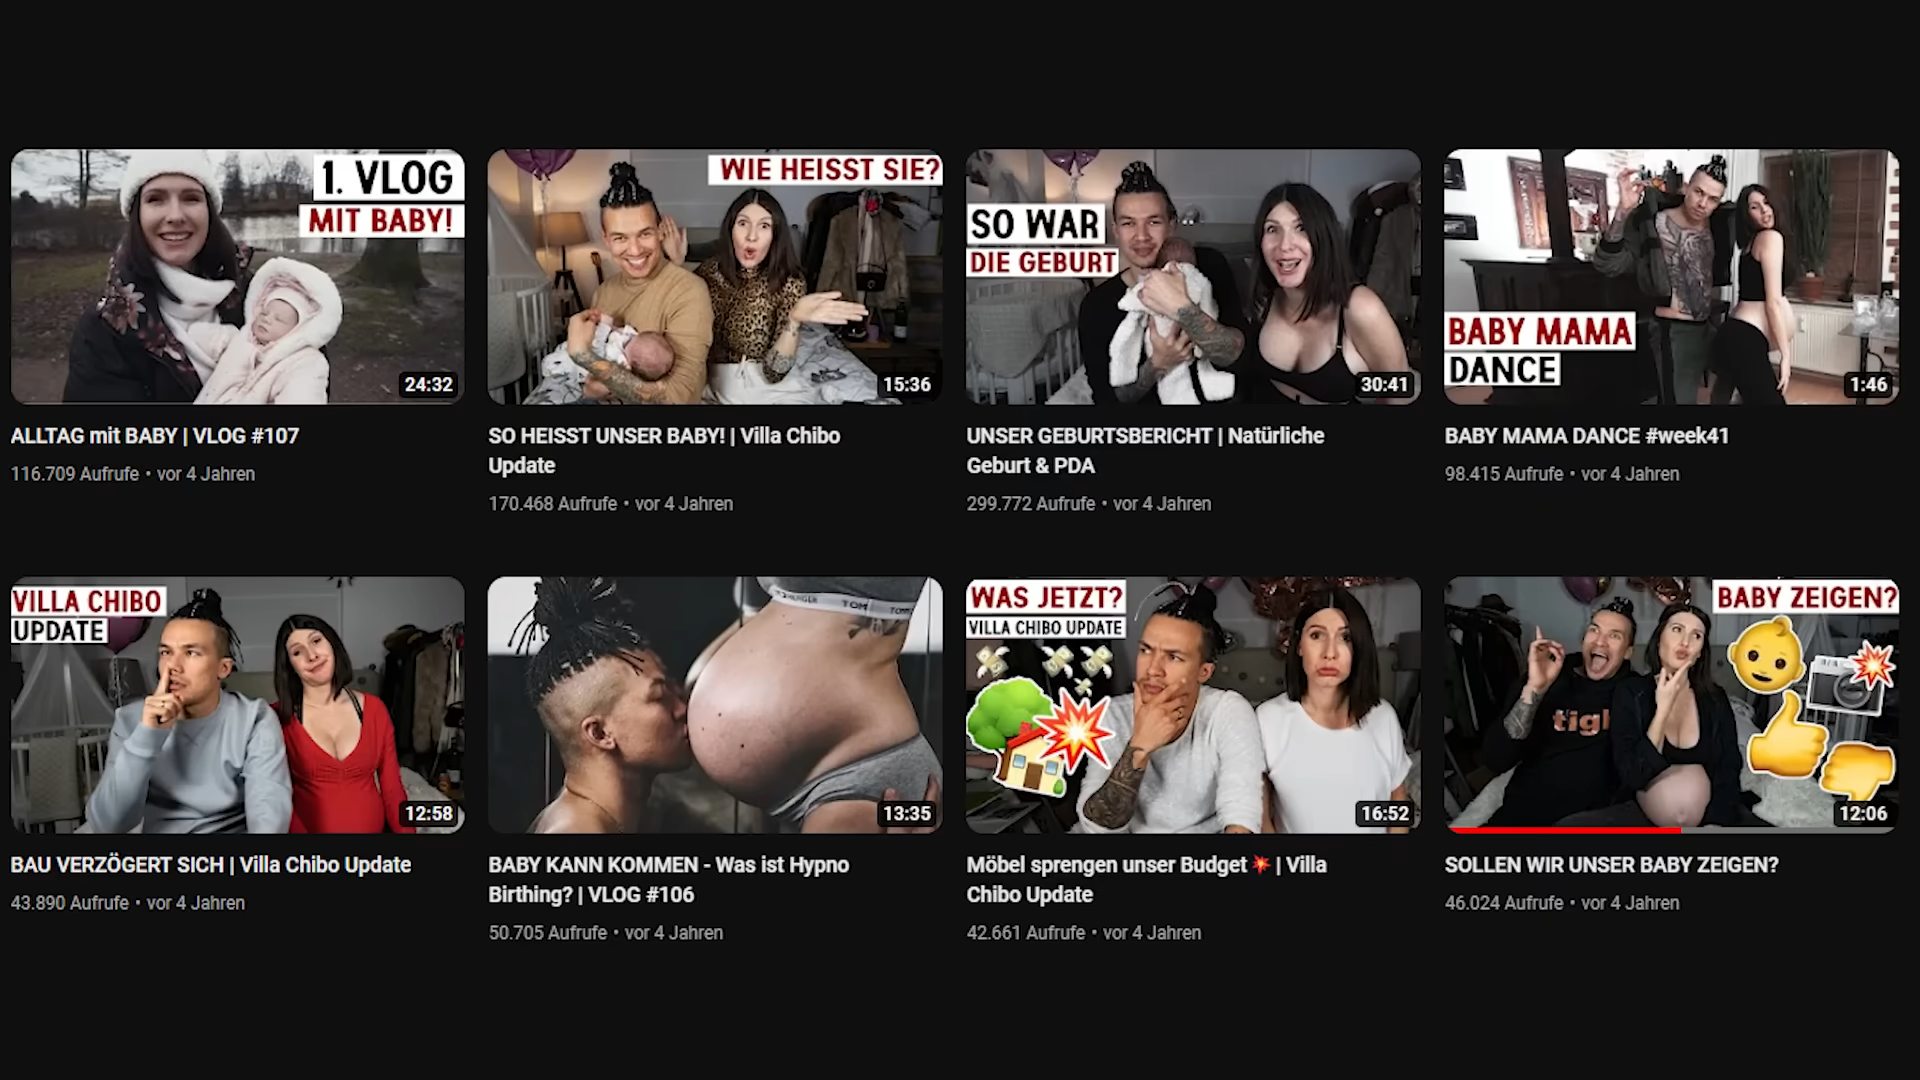 1. VLOG
MIT BABY!
24:32
WIE HEISST SIE?
15:36
SO WAR
DIE GEBURT
30:41
BABY MAMA
DANCE
1:46
ALLTAG mit BABY | VLOG #107
116.709 Aufrufe • vor 4 Jahren
SO HEISST UNSER BABY! | Villa Chibo
Update
170.468 Aufrufe • vor 4 Jahren
UNSER GEBURTSBERICHT | Natürliche
Geburt & PDA
299.772 Aufrufe • vor 4 Jahren
BABY MAMA DANCE #week41
98.415 Aufrufe • vor 4 Jahren
VILLA CHIBO
UPDATE
12:58
TOM
13:35
WAS JETZT?
VILLA CHIBO UPDATE
16:52
BABY ZEIGEN?
tigh
12:06
BAU VERZÖGERT SICH | Villa Chibo Update
43.890 Aufrufe • vor 4 Jahren
BABY KANN KOMMEN - Was ist Hypno
Birthing? | VLOG #106
50.705 Aufrufe • vor 4 Jahren
Möbel sprengen unser Budget💥 | Villa
Chibo Update
42.661 Aufrufe • vor 4 Jahren
SOLLEN WIR UNSER BABY ZEIGEN?
46.024 Aufrufe • vor 4 Jahren